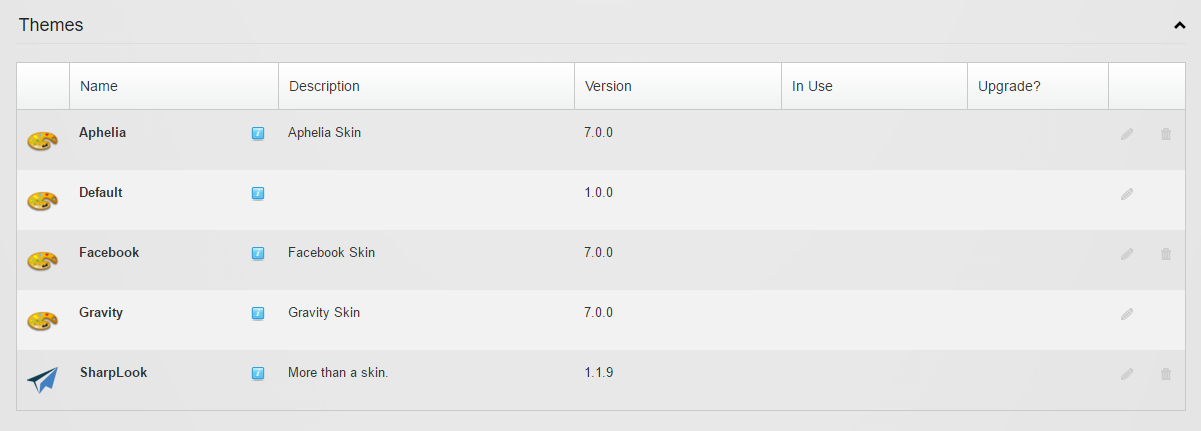 Themes
Name Description Version In Use Upgrade?
Aphelia Aphelia Skin 7.0.0
Default 1.0.0
Facebook Facebook Skin 7.0.0
Gravity Gravity Skin 7.0.0
SharpLook More than a skin. 1.1.9